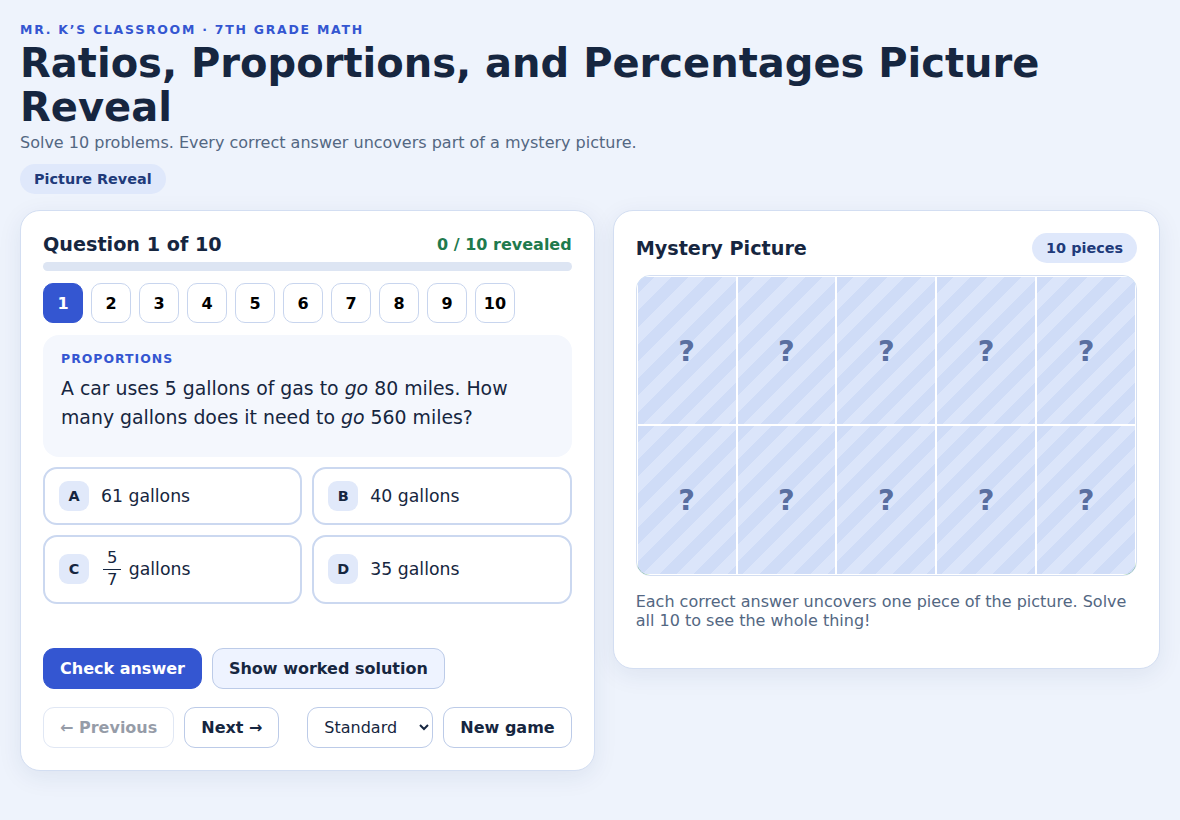 MR. K’S CLASSROOM · 7TH GRADE MATH
Ratios, Proportions, and Percentages Picture
Reveal
Solve 10 problems. Every correct answer uncovers part of a mystery picture.
Picture Reveal
Question 1 of 10
0 / 10 revealed
1 2 3 4 5 6 7 8 9 10
PROPORTIONS
A car uses 5 gallons of gas to go 80 miles. How
many gallons does it need to go 560 miles?
A 61 gallons
B 40 gallons
C 5/7 gallons
D 35 gallons
Check answer
Show worked solution
← Previous
Next →
Standard
New game
Mystery Picture
10 pieces
? ? ? ? ?
? ? ? ? ?
Each correct answer uncovers one piece of the picture. Solve
all 10 to see the whole thing!